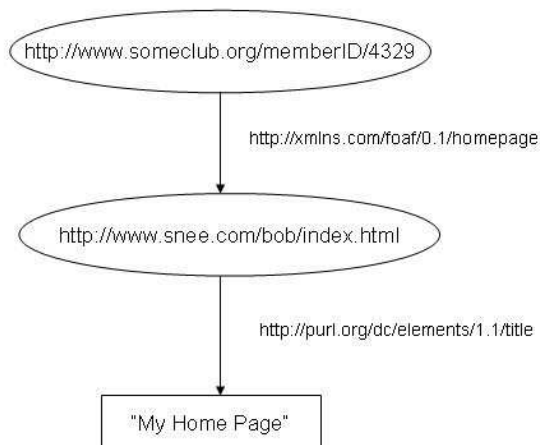 http://www.someclub.org/memberID/4329
http://xmlns.com/foaf/0.1/homepage
http://www.snee.com/bob/index.html
http://purl.org/dc/elements/1.1/title
"My Home Page"